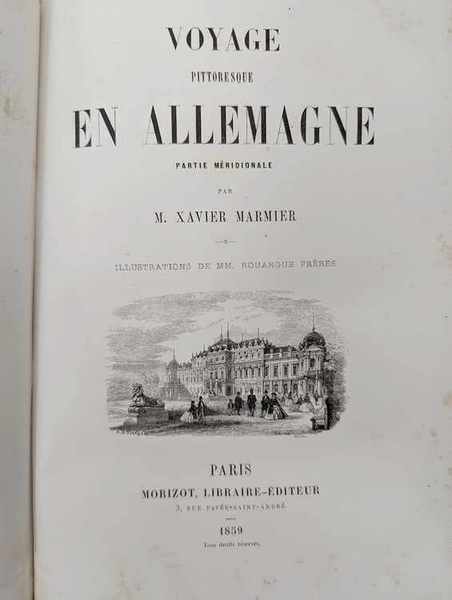 VOYAGE
PITTORESQUE
EN ALLEMAGNE
PARTIE MÉRIDIONALE
PAR
M. XAVIER MARMIER
ILLUSTRATIONS DE MM. ROUARGUE FRÈRES
PARIS
MORIZOT, LIBRAIRE-ÉDITEUR
3, RUE PAVÉE-SAINT-ANDRÉ
1859
Tous droits réservés.